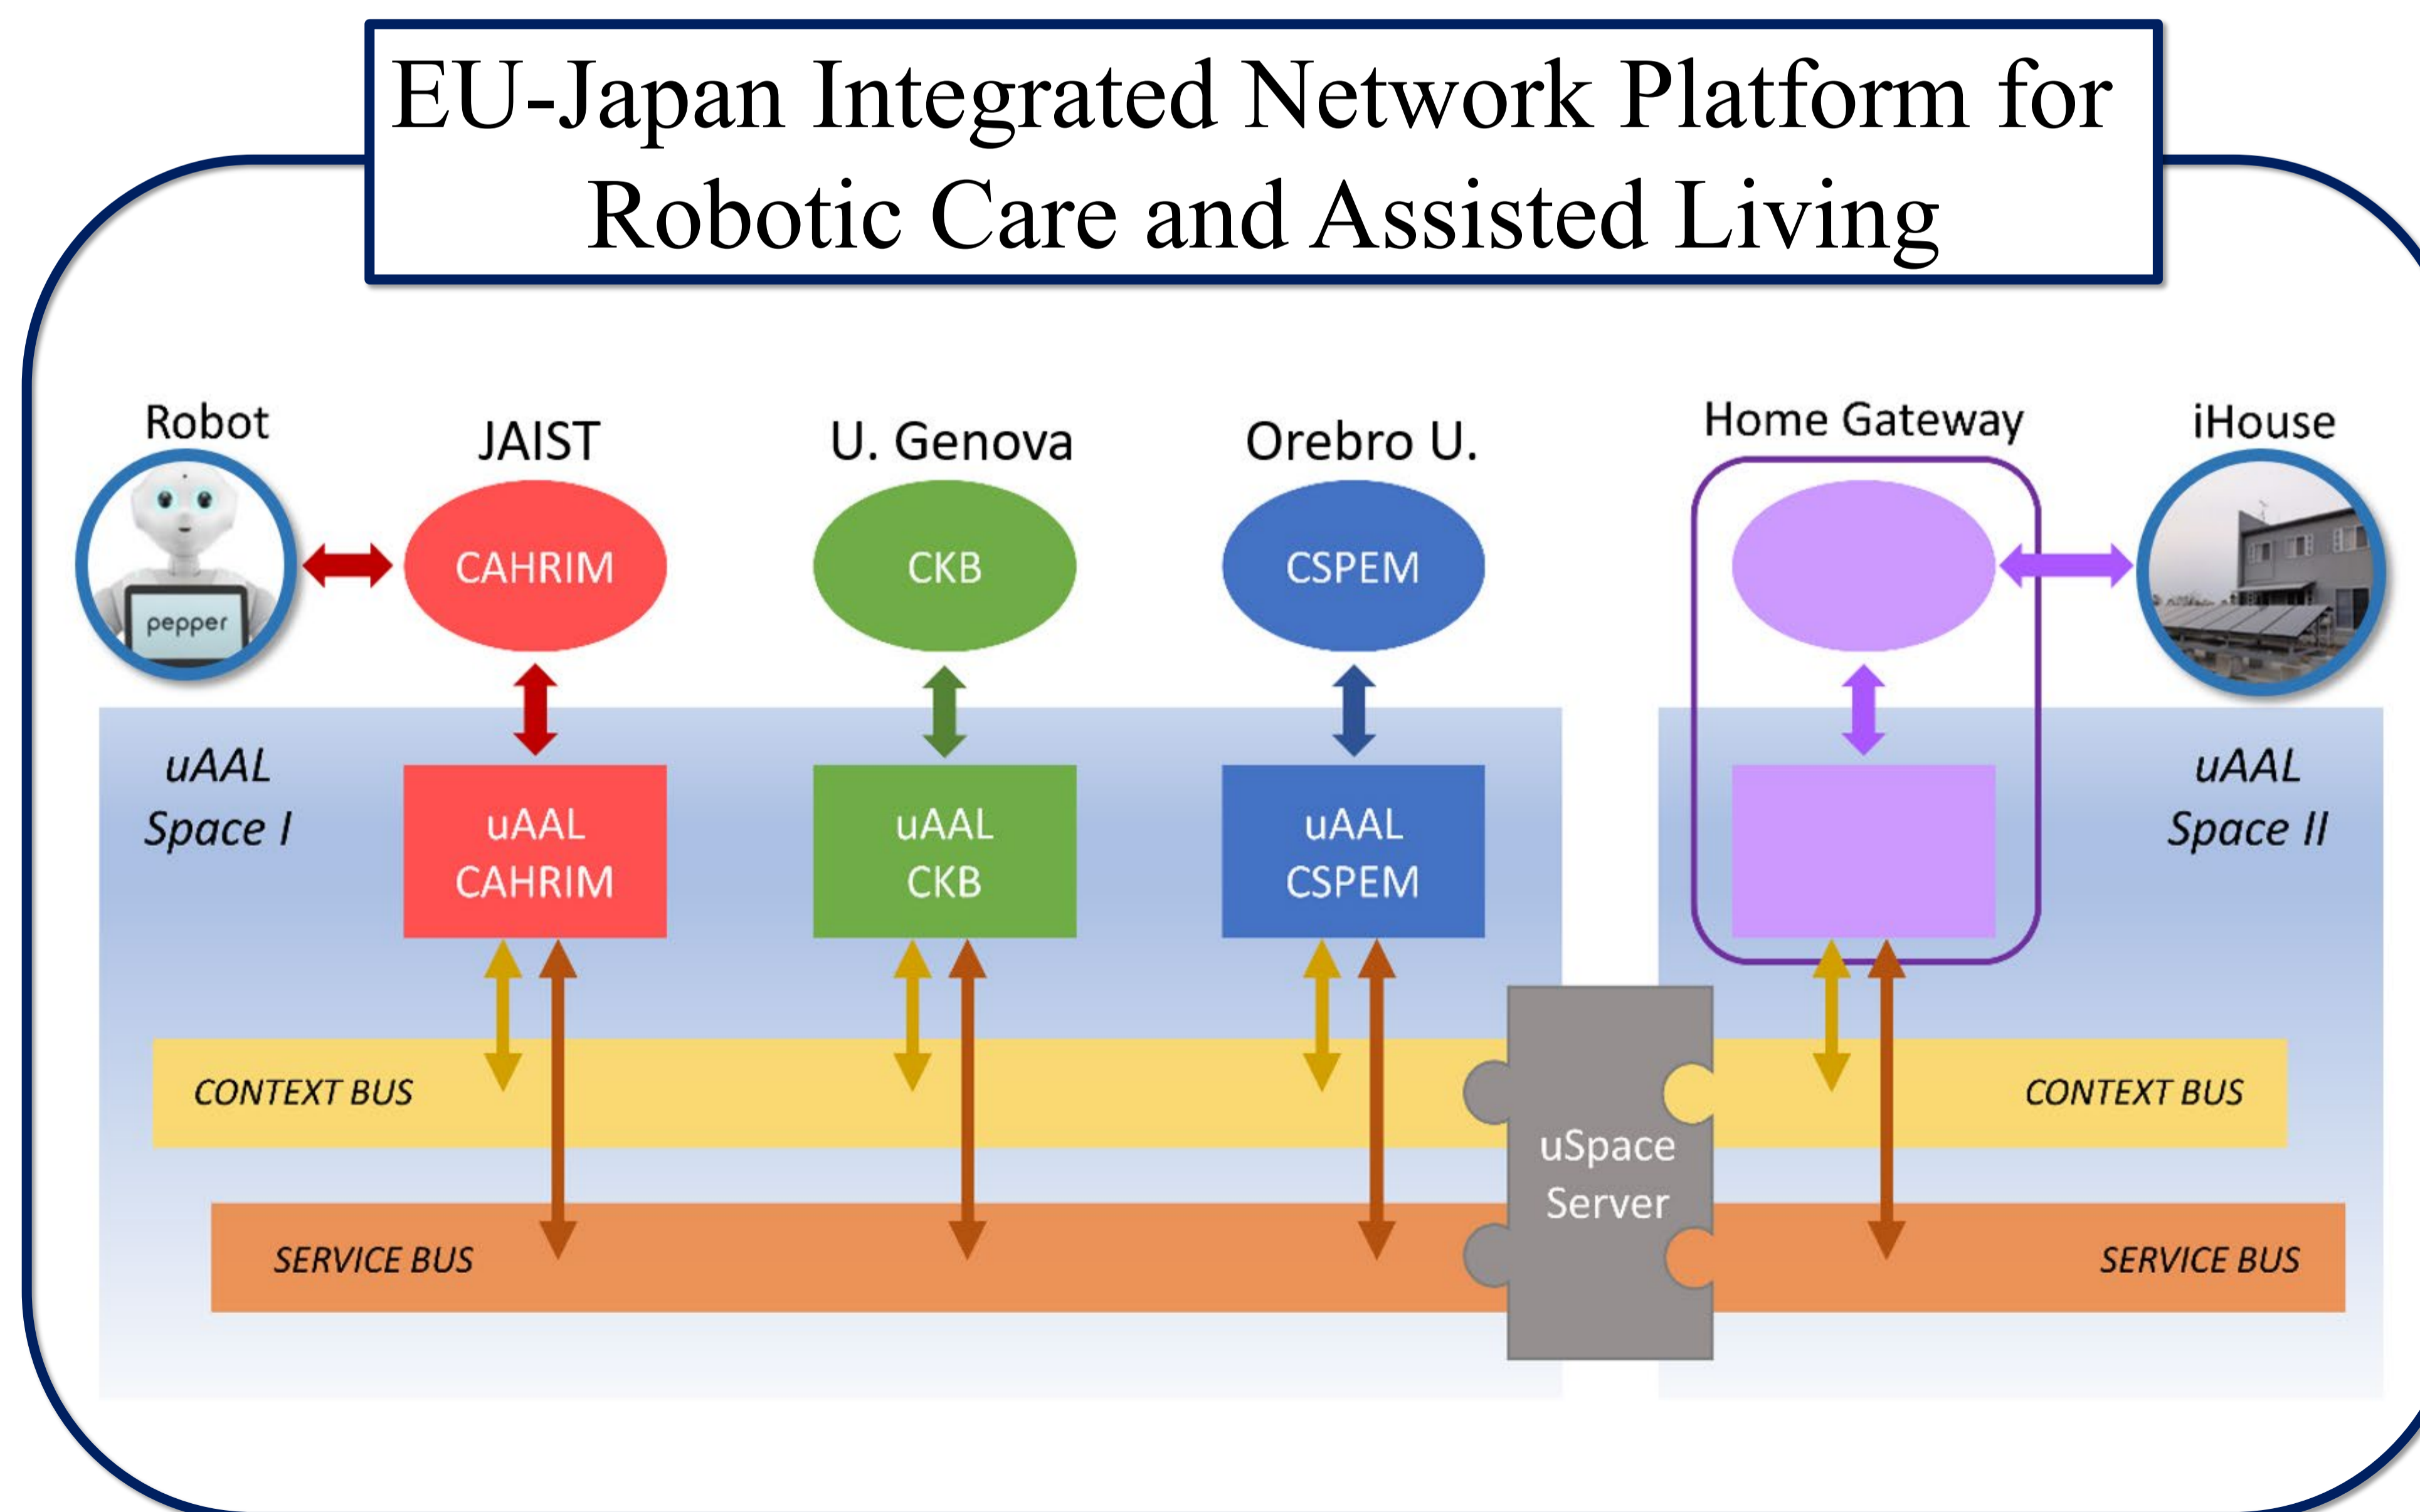 EU-Japan Integrated Network Platform for
Robotic Care and Assisted Living
Robot
JAIST
U. Genova
Orebro U.
Home Gateway
iHouse
pepper
CAHRIM
CKB
CSPEM
uAAL
Space I
uAAL
CAHRIM
uAAL
CKB
uAAL
CSPEM
uAAL
Space II
CONTEXT BUS
uSpace
Server
CONTEXT BUS
SERVICE BUS
SERVICE BUS